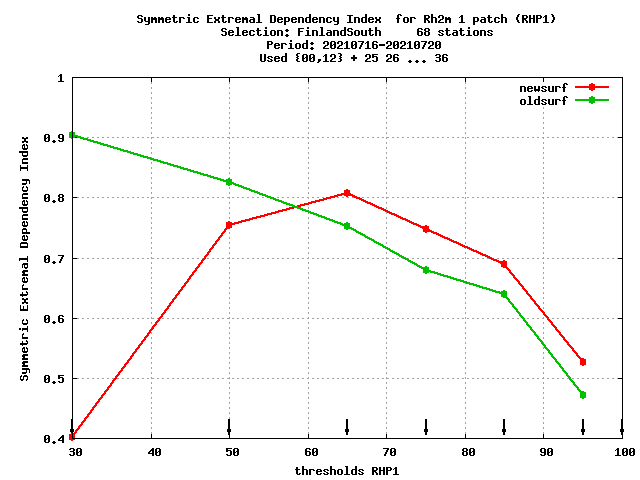 Symmetric Extremal Dependency Index  for Rh2m 1 patch (RHP1)
Selection: FinlandSouth     68 stations
Period: 20210716-20210720
Used {00,12} + 25 26 ... 36
1
0.9
0.8
0.7
0.6
0.5
0.4
Symmetric Extremal Dependency Index
newsurf
oldsurf
30 40 50 60 70 80 90 100
thresholds RHP1